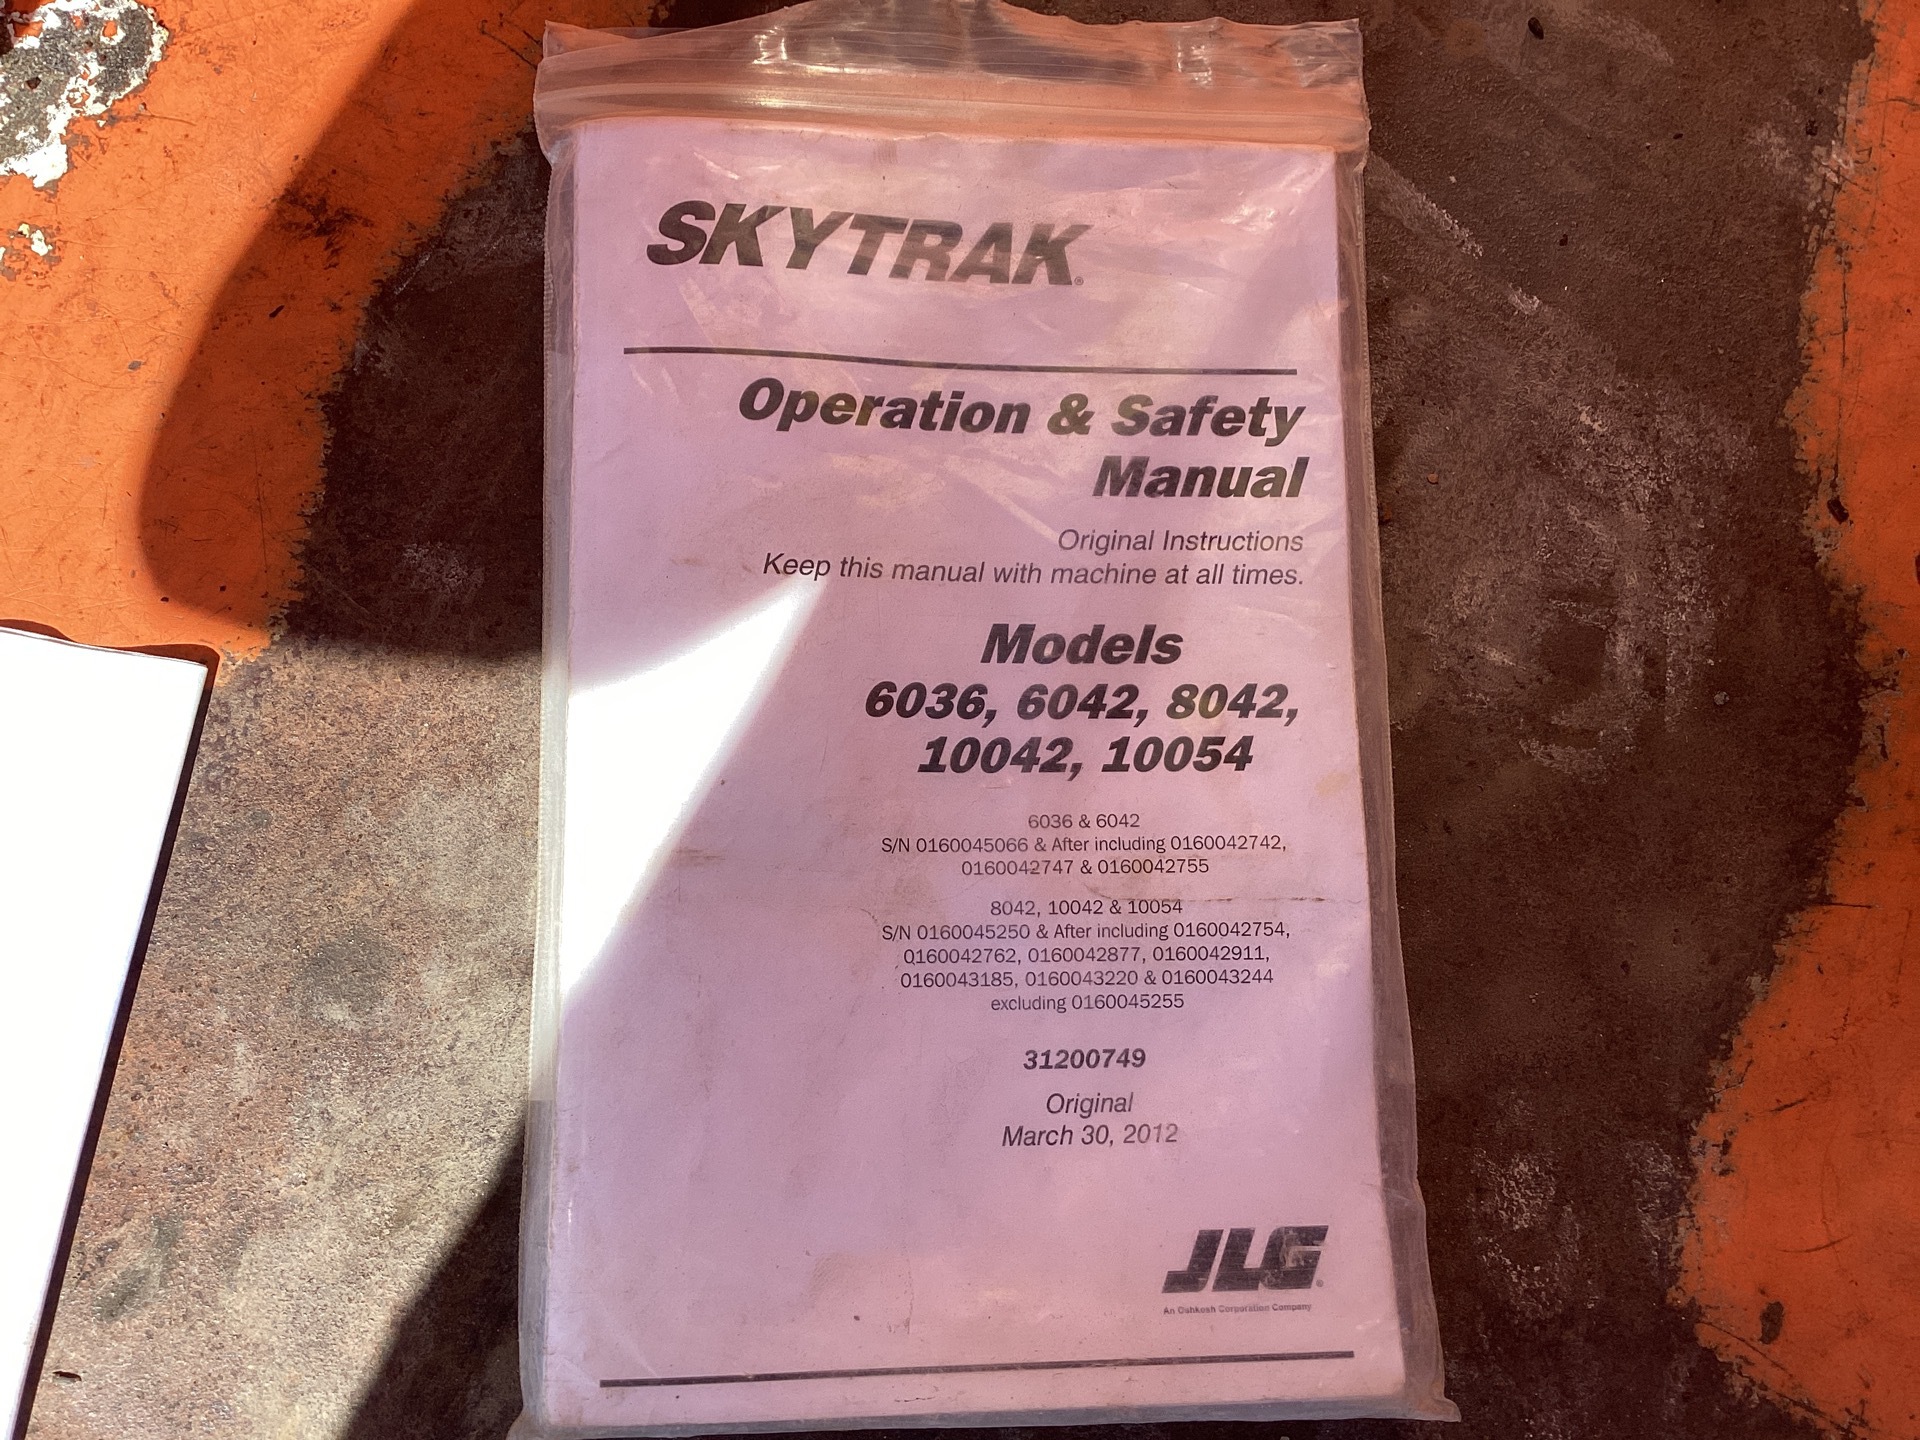 SKYTRAK®
Operation & Safety
Manual
Original Instructions
Keep this manual with machine at all times.
Models
6036, 6042, 8042,
10042, 10054
6036 & 6042
S/N 0160045066 & After including 0160042742,
0160042747 & 0160042755
8042, 10042 & 10054
S/N 0160045250 & After including 0160042754,
0160042762, 0160042877, 0160042911,
0160043185, 0160043220 & 0160043244
excluding 0160045255
31200749
Original
March 30, 2012
JLG®
An Oshkosh Corporation Company